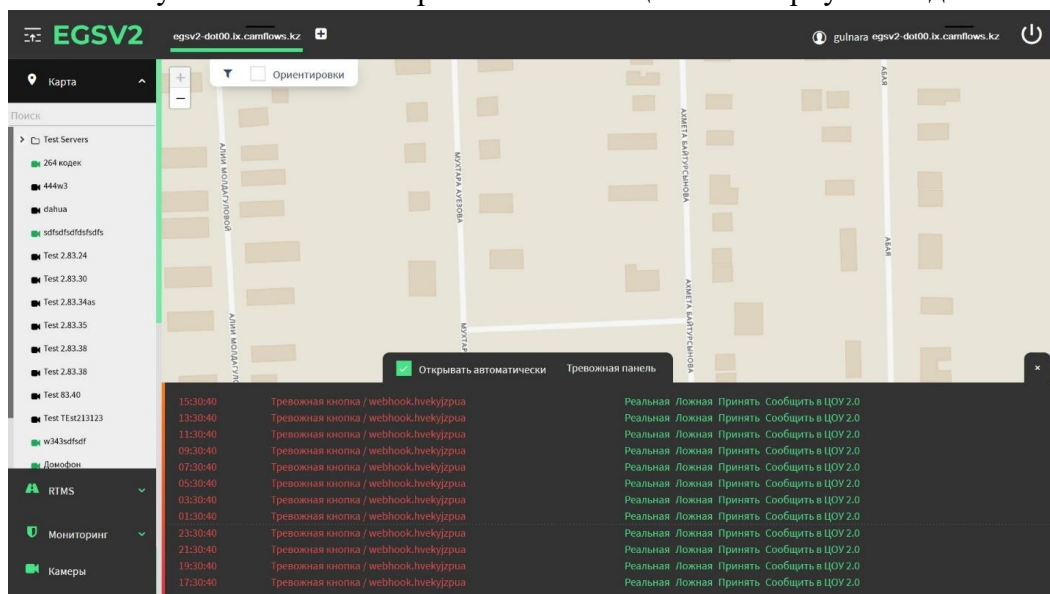 EGSV2
egsv2-dot00.ix.camflows.kz
gulnara egsv2-dot00.ix.camflows.kz
Карта
Ориентировки
+
−
Поиск
Test Servers
264 кодек
444w3
dahua
sdfsdfsdfdsfsdfs
Test 2.83.24
Test 2.83.30
Test 2.83.34as
Test 2.83.35
Test 2.83.38
Test 2.83.38
Test 83.40
Test TEst213123
w343sdfsdf
Домофон
RTMS
Мониторинг
Камеры
АЛИИ МОЛДАГУЛОВОЙ
МУХТАРА АУЕЗОВА
АХМЕТА БАЙТУРСЫНОВА
АБАЯ
АБАЯ
АХМЕТА БАЙТУРСЫНОВА
АЛИИ МОЛДАГУЛО
МУХТАР
Открывать автоматически Тревожная панель
×
15:30:40 Тревожная кнопка / webhook.hvekyjzpua Реальная Ложная Принять Сообщить в ЦОУ 2.0
13:30:40 Тревожная кнопка / webhook.hvekyjzpua Реальная Ложная Принять Сообщить в ЦОУ 2.0
11:30:40 Тревожная кнопка / webhook.hvekyjzpua Реальная Ложная Принять Сообщить в ЦОУ 2.0
09:30:40 Тревожная кнопка / webhook.hvekyjzpua Реальная Ложная Принять Сообщить в ЦОУ 2.0
07:30:40 Тревожная кнопка / webhook.hvekyjzpua Реальная Ложная Принять Сообщить в ЦОУ 2.0
05:30:40 Тревожная кнопка / webhook.hvekyjzpua Реальная Ложная Принять Сообщить в ЦОУ 2.0
03:30:40 Тревожная кнопка / webhook.hvekyjzpua Реальная Ложная Принять Сообщить в ЦОУ 2.0
01:30:40 Тревожная кнопка / webhook.hvekyjzpua Реальная Ложная Принять Сообщить в ЦОУ 2.0
23:30:40 Тревожная кнопка / webhook.hvekyjzpua Реальная Ложная Принять Сообщить в ЦОУ 2.0
21:30:40 Тревожная кнопка / webhook.hvekyjzpua Реальная Ложная Принять Сообщить в ЦОУ 2.0
19:30:40 Тревожная кнопка / webhook.hvekyjzpua Реальная Ложная Принять Сообщить в ЦОУ 2.0
17:30:40 Тревожная кнопка / webhook.hvekyjzpua Реальная Ложная Принять Сообщить в ЦОУ 2.0